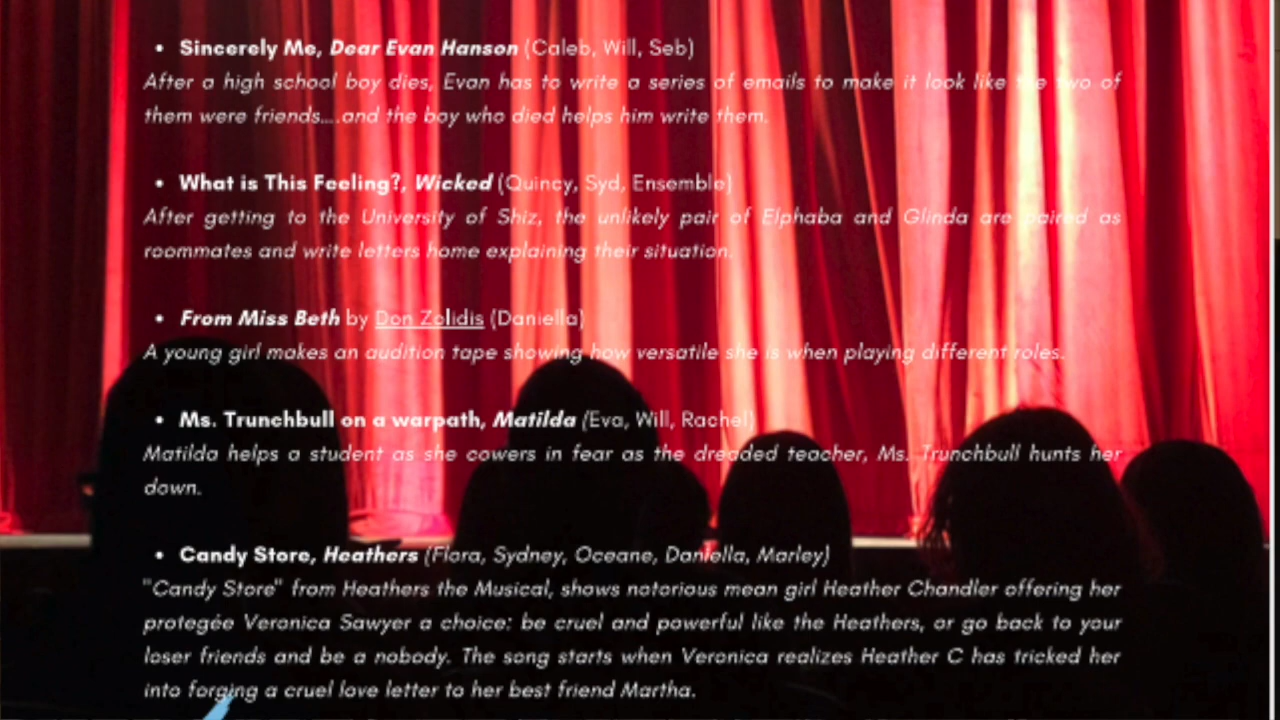 • Sincerely Me, Dear Evan Hanson (Caleb, Will, Seb)
After a high school boy dies, Evan has to write a series of emails to make it look like the two of
them were friends....and the boy who died helps him write them.
• What is This Feeling?, Wicked (Quincy, Syd, Ensemble)
After getting to the University of Shiz, the unlikely pair of Elphaba and Glinda are paired as
roommates and write letters home explaining their situation.
• From Miss Beth by Don Zolidis (Daniella)
A young girl makes an audition tape showing how versatile she is when playing different roles.
• Ms. Trunchbull on a warpath, Matilda (Eva, Will, Rachel)
Matilda helps a student as she cowers in fear as the dreaded teacher, Ms. Trunchbull hunts her
down.
• Candy Store, Heathers (Flora, Sydney, Oceane, Daniella, Marley)
"Candy Store" from Heathers the Musical, shows notorious mean girl Heather Chandler offering her
protegée Veronica Sawyer a choice: be cruel and powerful like the Heathers, or go back to your
loser friends and be a nobody. The song starts when Veronica realizes Heather C has tricked her
into forging a cruel love letter to her best friend Martha.